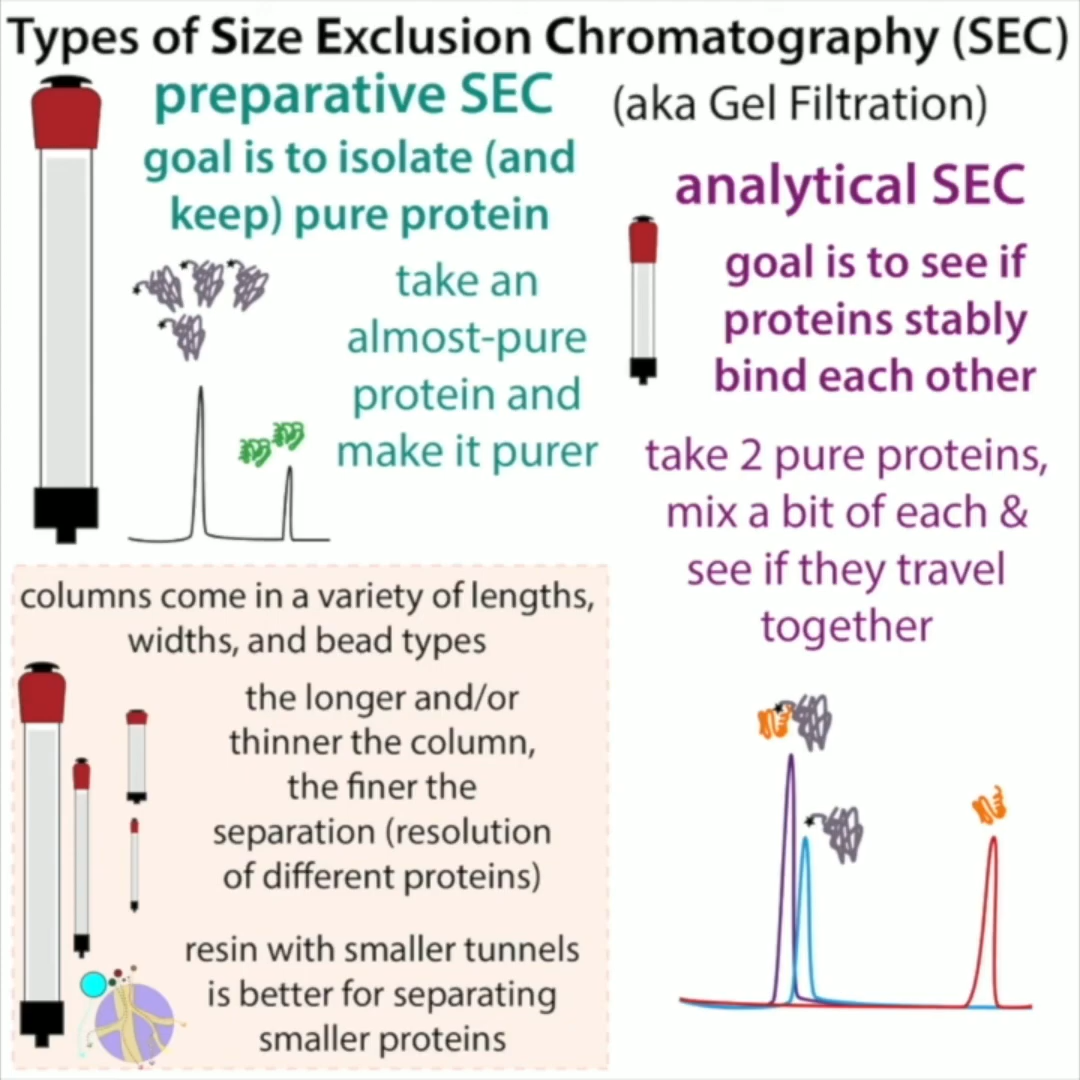 Types of Size Exclusion Chromatography (SEC)
(aka Gel Filtration)
preparative SEC
goal is to isolate (and
keep) pure protein
take an
almost-pure
protein and
make it purer
analytical SEC
goal is to see if
proteins stably
bind each other
take 2 pure proteins,
mix a bit of each &
see if they travel
together
columns come in a variety of lengths,
widths, and bead types
the longer and/or
thinner the column,
the finer the
separation (resolution
of different proteins)
resin with smaller tunnels
is better for separating
smaller proteins